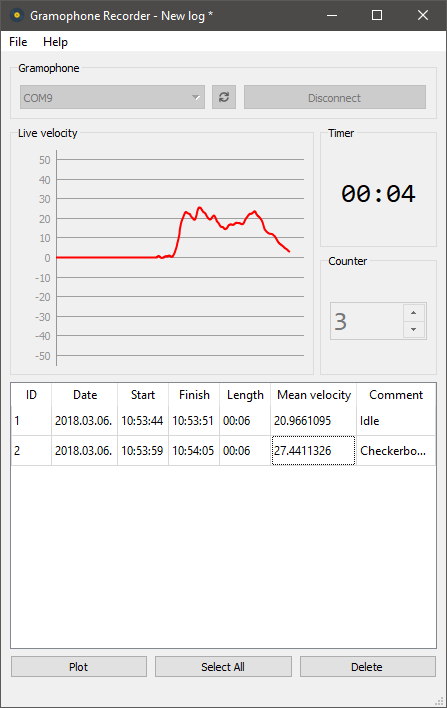 Gramophone Recorder - New log *
File Help
Gramophone
COM9
Disconnect
Live velocity
50
40
30
20
10
0
-10
-20
-30
-40
-50
Timer
00:04
Counter
3
ID Date Start Finish Length Mean velocity Comment
1 2018.03.06. 10:53:44 10:53:51 00:06 20.9661095 Idle
2 2018.03.06. 10:53:59 10:54:05 00:06 27.4411326 Checkerbo...
Plot Select All Delete